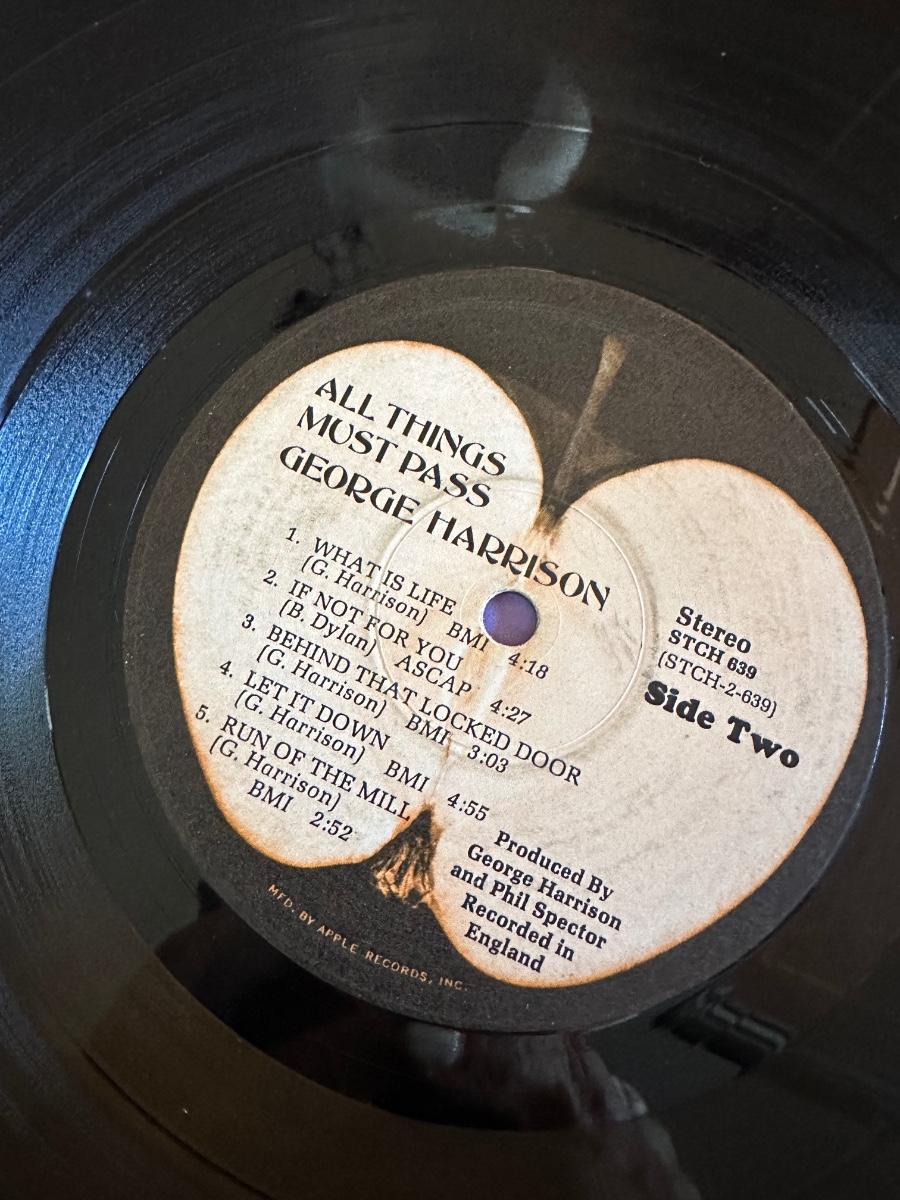 ALL THINGS
MUST PASS
GEORGE HARRISON
1. WHAT IS LIFE
(G. Harrison) BMI 4:18
2. IF NOT FOR YOU
(B. Dylan) ASCAP 4:27
3. BEHIND THAT LOCKED DOOR
(G. Harrison) BMI 3:03
4. LET IT DOWN
(G. Harrison) BMI 4:55
5. RUN OF THE MILL
(G. Harrison)
BMI 2:52
Stereo
STCH 639
(STCH-2-639)
Side Two
Produced By
George Harrison
and Phil Spector
Recorded in
England
MFD. BY APPLE RECORDS, INC.